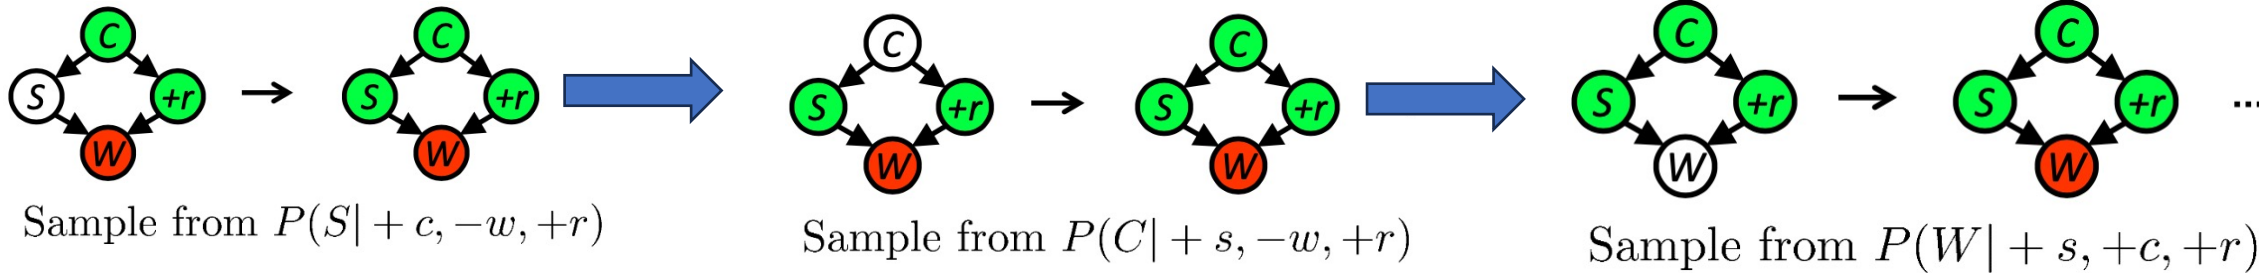 C C C C C C
S +r S +r S +r S +r S +r S +r ...
W W W W W W
Sample from P(S| + c, −w, +r) Sample from P(C| + s, −w, +r) Sample from P(W| + s, +c, +r)